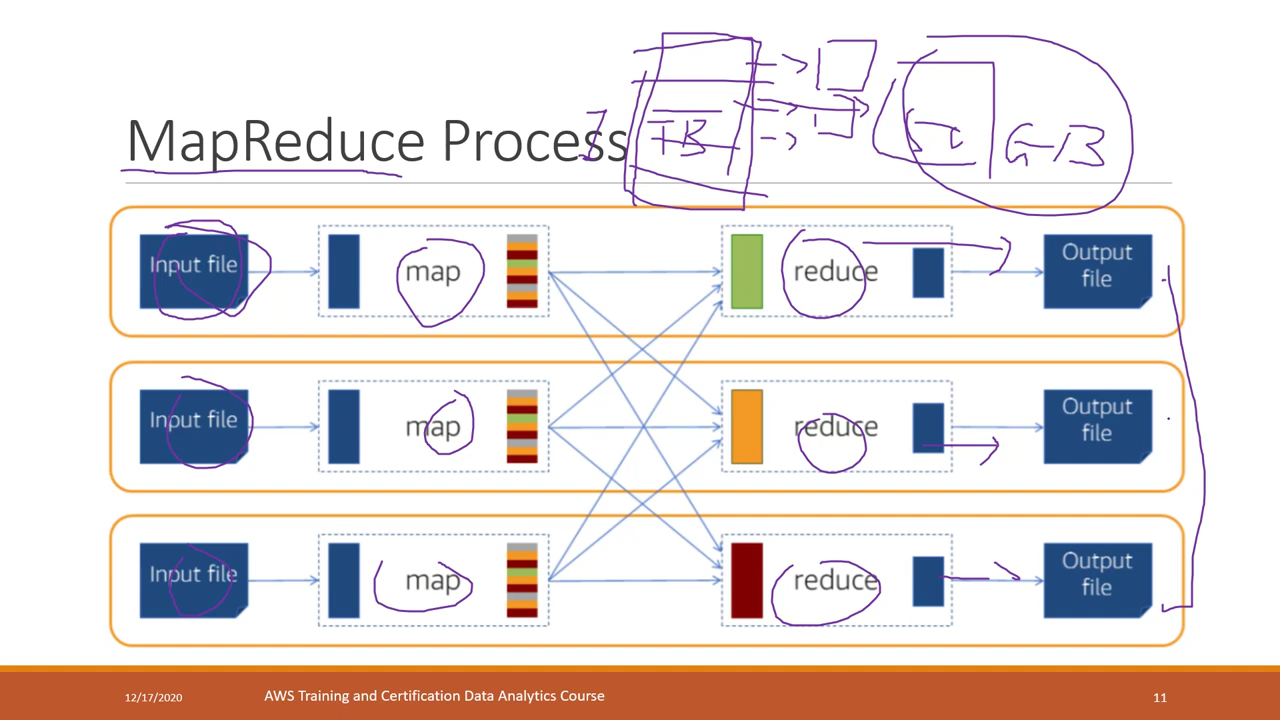 MapReduce Process
TB
GB
Input file
map
reduce
Output
file
Input file
map
reduce
Output
file
Input file
map
reduce
Output
file
12/17/2020
AWS Training and Certification Data Analytics Course
11